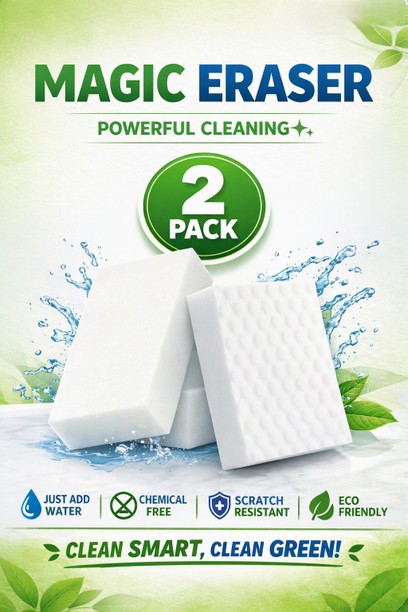 MAGIC ERASER
POWERFUL CLEANING
2
PACK
JUST ADD
WATER
CHEMICAL
FREE
SCRATCH
RESISTANT
ECO
FRIENDLY
CLEAN SMART, CLEAN GREEN!